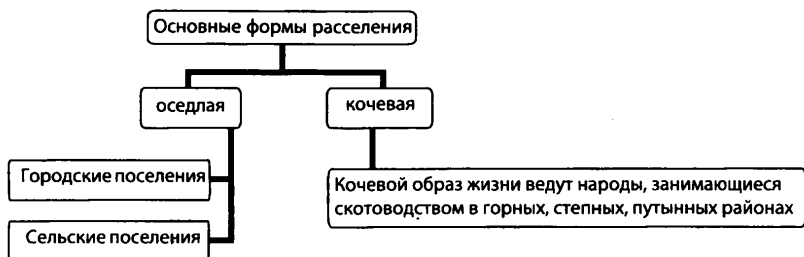 Основные формы расселения
оседлая
кочевая
Городские поселения
Сельские поселения
Кочевой образ жизни ведут народы, занимающиеся
скотоводством в горных, степных, путынных районах